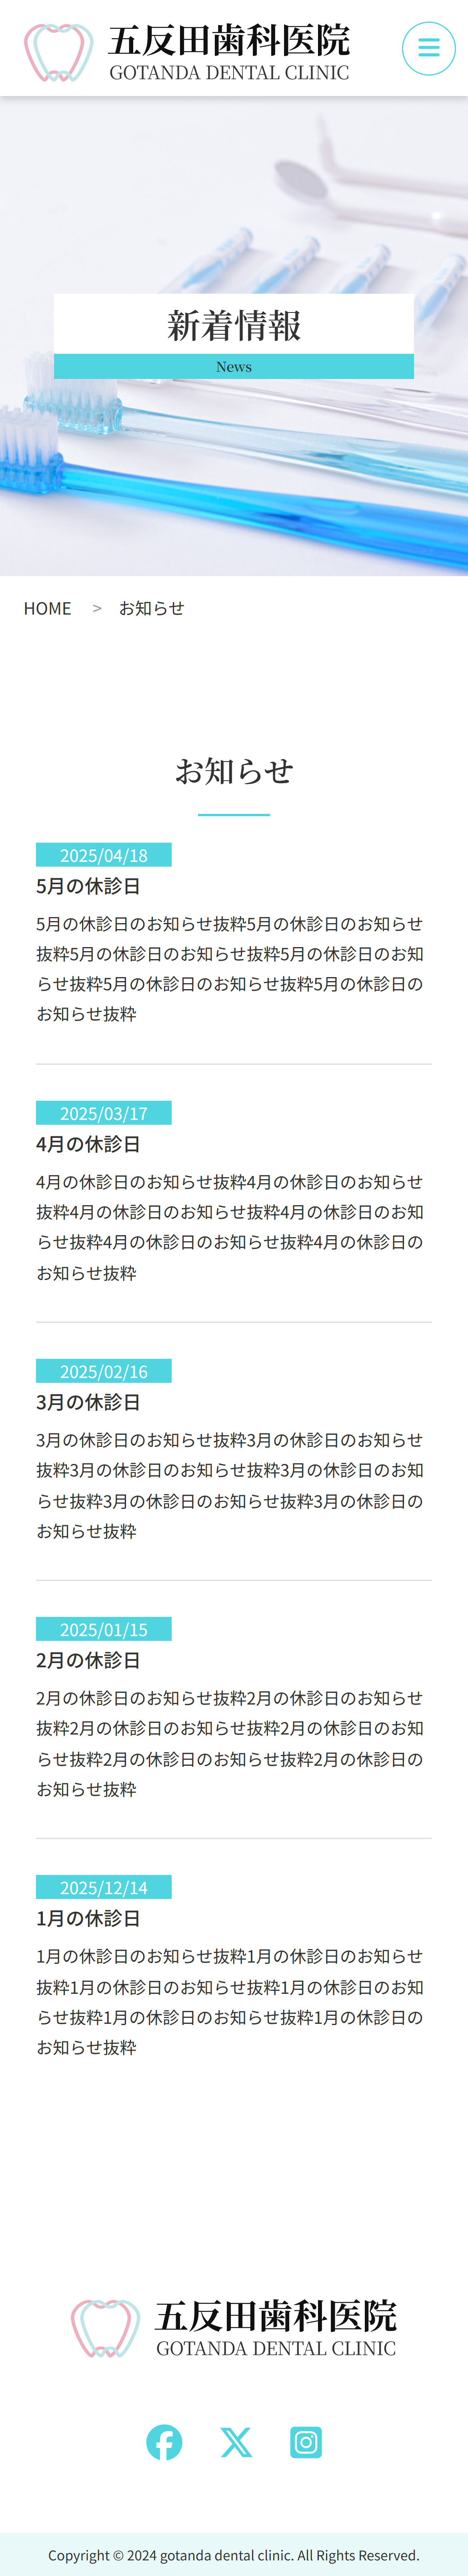 五反田歯科医院
GOTANDA DENTAL CLINIC
新着情報
News
HOME > お知らせ
お知らせ
2025/04/18
5月の休診日
5月の休診日のお知らせ抜粋5月の休診日のお知らせ
抜粋5月の休診日のお知らせ抜粋5月の休診日のお知
らせ抜粋5月の休診日のお知らせ抜粋5月の休診日の
お知らせ抜粋
2025/03/17
4月の休診日
4月の休診日のお知らせ抜粋4月の休診日のお知らせ
抜粋4月の休診日のお知らせ抜粋4月の休診日のお知
らせ抜粋4月の休診日のお知らせ抜粋4月の休診日の
お知らせ抜粋
2025/02/16
3月の休診日
3月の休診日のお知らせ抜粋3月の休診日のお知らせ
抜粋3月の休診日のお知らせ抜粋3月の休診日のお知
らせ抜粋3月の休診日のお知らせ抜粋3月の休診日の
お知らせ抜粋
2025/01/15
2月の休診日
2月の休診日のお知らせ抜粋2月の休診日のお知らせ
抜粋2月の休診日のお知らせ抜粋2月の休診日のお知
らせ抜粋2月の休診日のお知らせ抜粋2月の休診日の
お知らせ抜粋
2025/12/14
1月の休診日
1月の休診日のお知らせ抜粋1月の休診日のお知らせ
抜粋1月の休診日のお知らせ抜粋1月の休診日のお知
らせ抜粋1月の休診日のお知らせ抜粋1月の休診日の
お知らせ抜粋
五反田歯科医院
GOTANDA DENTAL CLINIC
Copyright © 2024 gotanda dental clinic. All Rights Reserved.